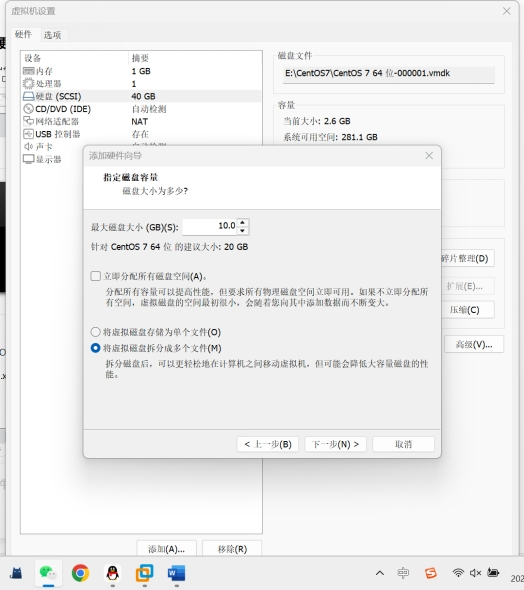 虚拟机设置
硬件 选项
设备 摘要
内存 1 GB
处理器 1
硬盘 (SCSI) 40 GB
CD/DVD (IDE) 自动检测
网络适配器 NAT
USB 控制器 存在
声卡
显示器
磁盘文件
E:\CentOS7\CentOS 7 64 位-000001.vmdk
容量
当前大小: 2.6 GB
系统可用空间: 281.1 GB
添加硬件向导
指定磁盘容量
磁盘大小为多少?
最大磁盘大小 (GB)(S): 10.0
针对 CentOS 7 64 位 的建议大小: 20 GB
立即分配所有磁盘空间(A)。
分配所有容量可以提高性能，但要求所有物理磁盘空间立即可用。如果不立即分配所
有空间，虚拟磁盘的空间最初很小，会随着您向其中添加数据而不断变大。
将虚拟磁盘存储为单个文件(O)
将虚拟磁盘拆分成多个文件(M)
拆分磁盘后，可以更轻松地在计算机之间移动虚拟机，但可能会降低大容量磁盘的性
能。
< 上一步(B) 下一步(N) > 取消
碎片整理(D)
扩展(E)...
压缩(C)
高级(V)...
添加(A)... 移除(R)
中